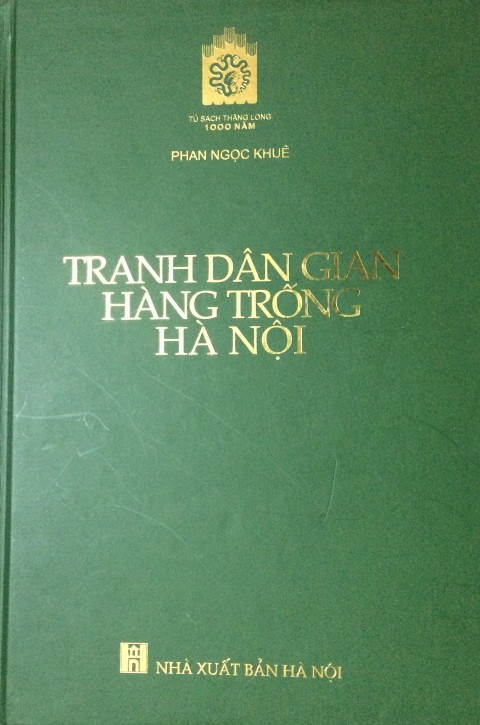 TỦ SÁCH THĂNG LONG
1000 NĂM
PHAN NGỌC KHUÊ
TRANH DÂN GIAN
HÀNG TRỐNG
HÀ NỘI
NHÀ XUẤT BẢN HÀ NỘI